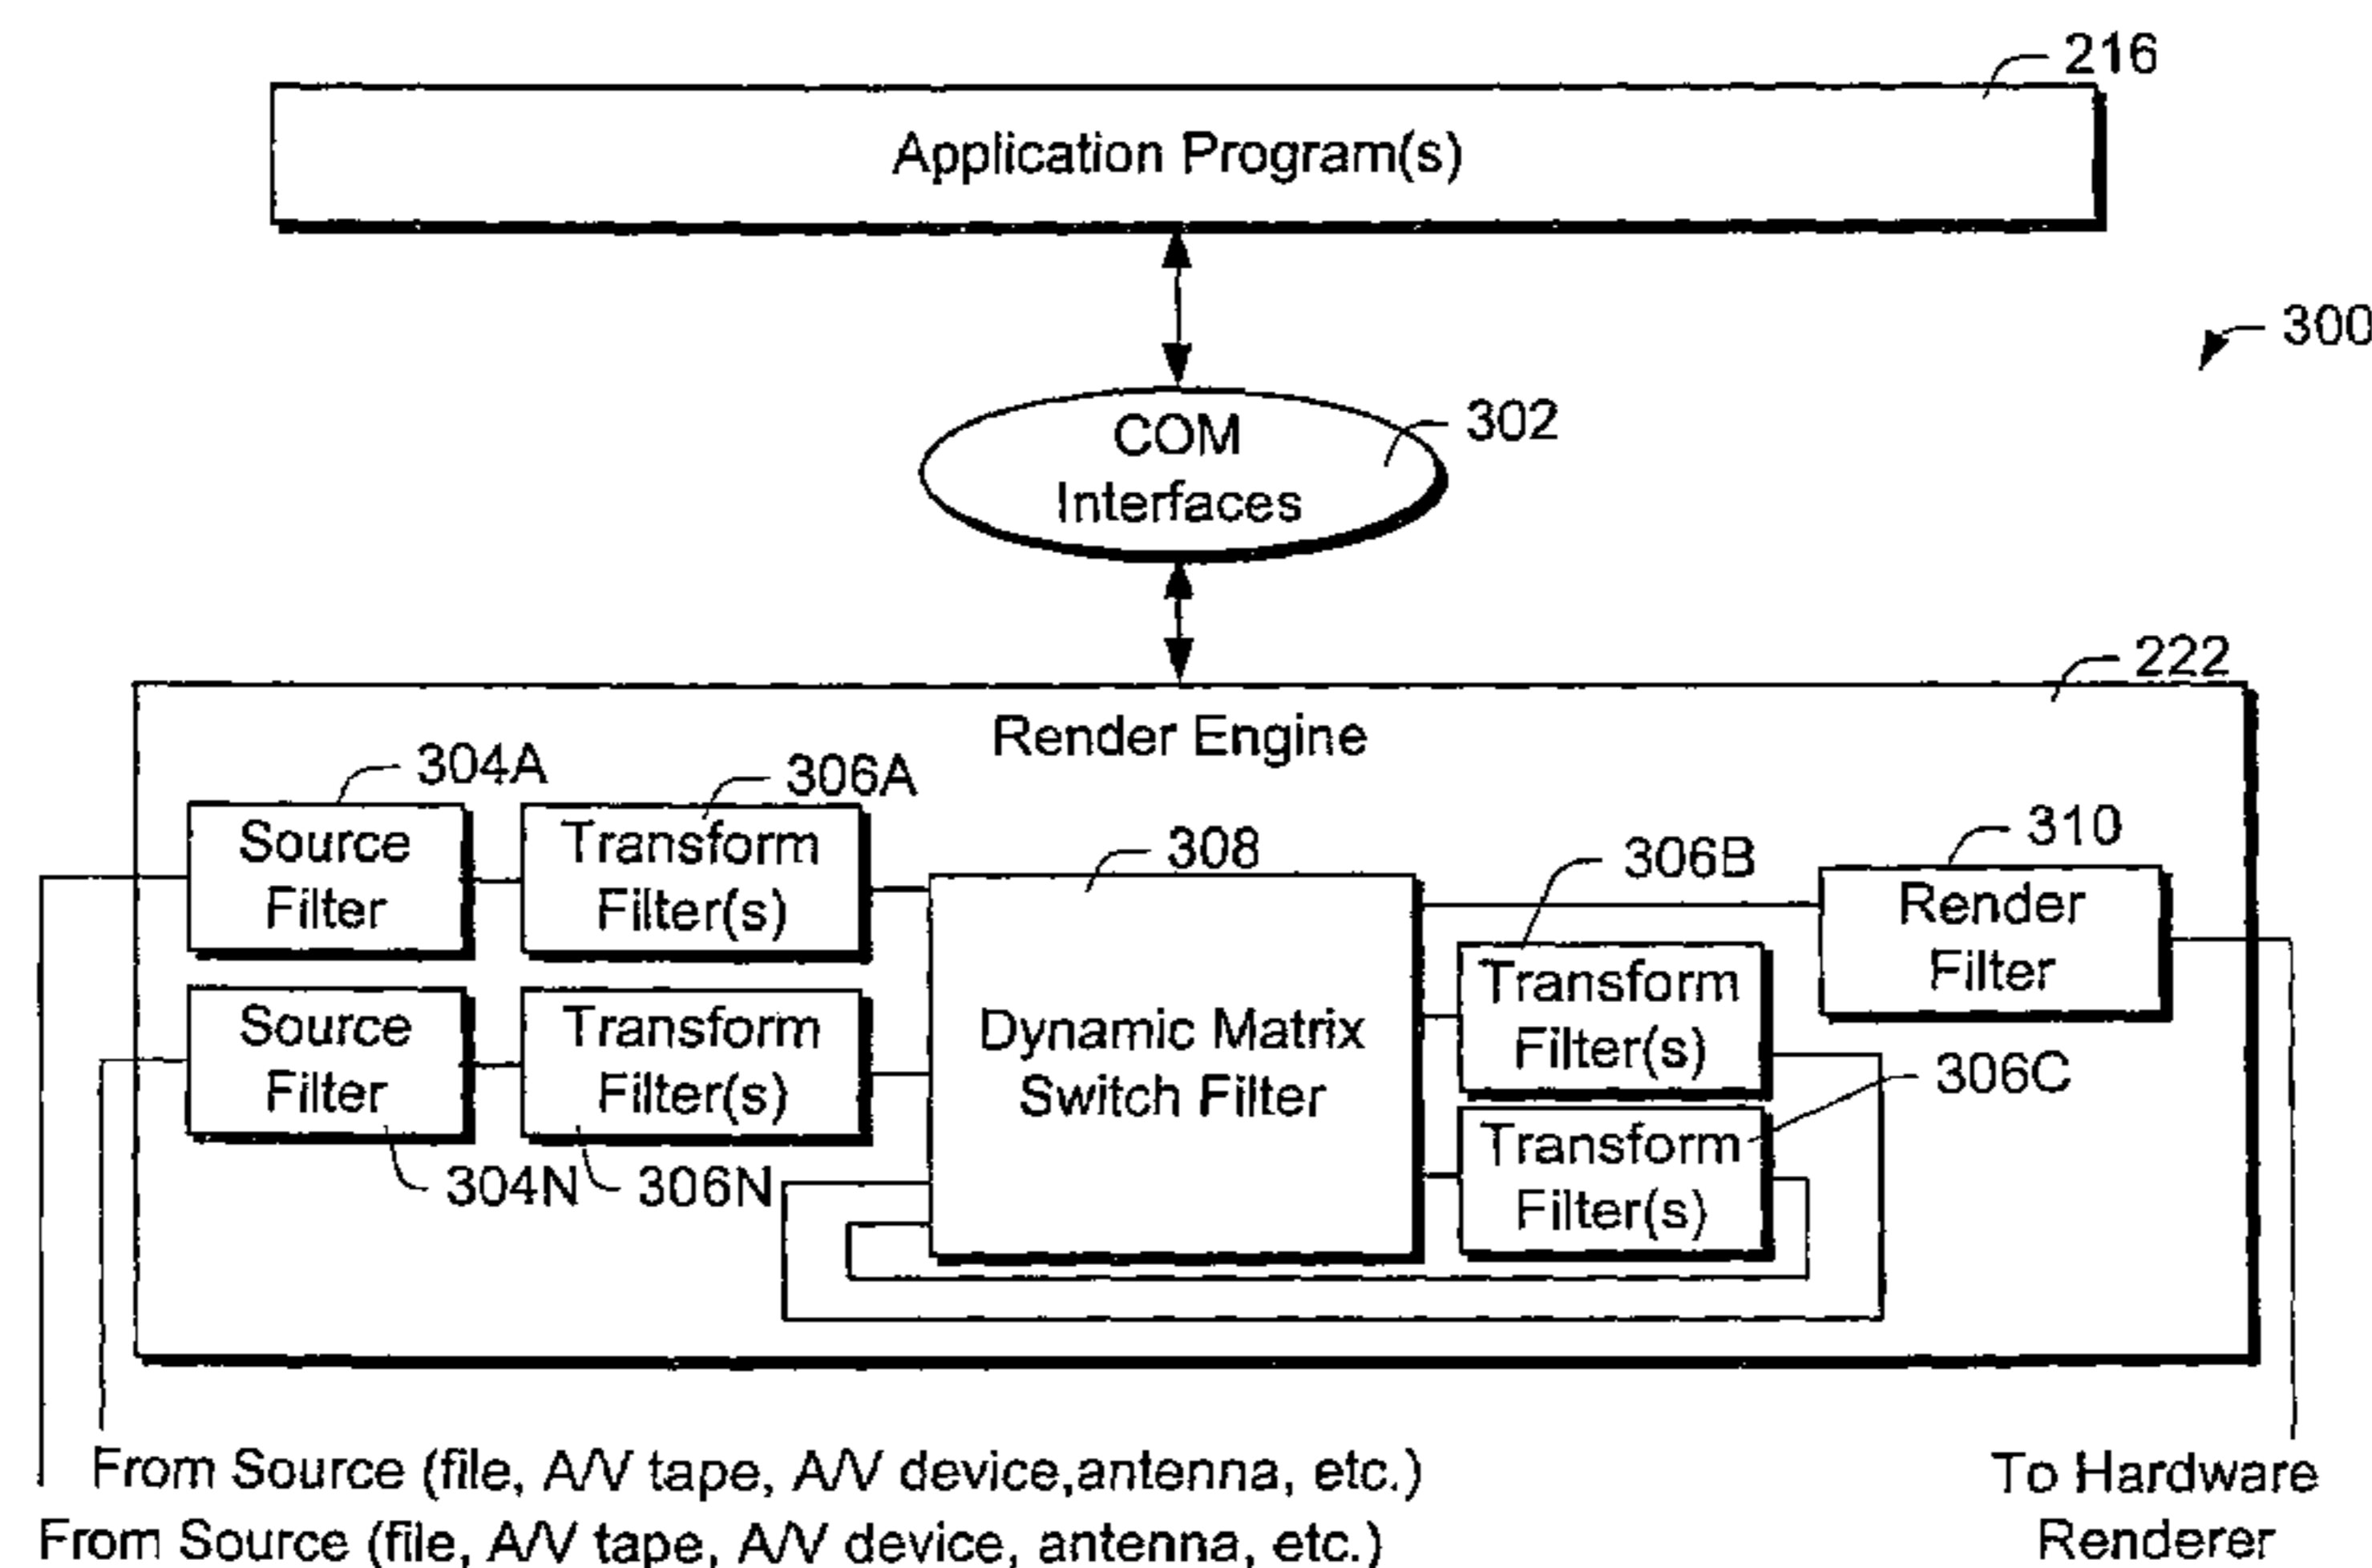 216
Application Program(s)
300
COM
Interfaces
302
222
Render Engine
304A
306A
Source
Filter
Transform
Filter(s)
308
306B
310
Render
Filter
Source
Filter
Transform
Filter(s)
Dynamic Matrix
Switch Filter
Transform
Filter(s)
306C
Transform
Filter(s)
304N
306N
From Source (file, A/V tape, A/V device,antenna, etc.)
From Source (file, A/V tape, A/V device, antenna, etc.)
To Hardware
Renderer